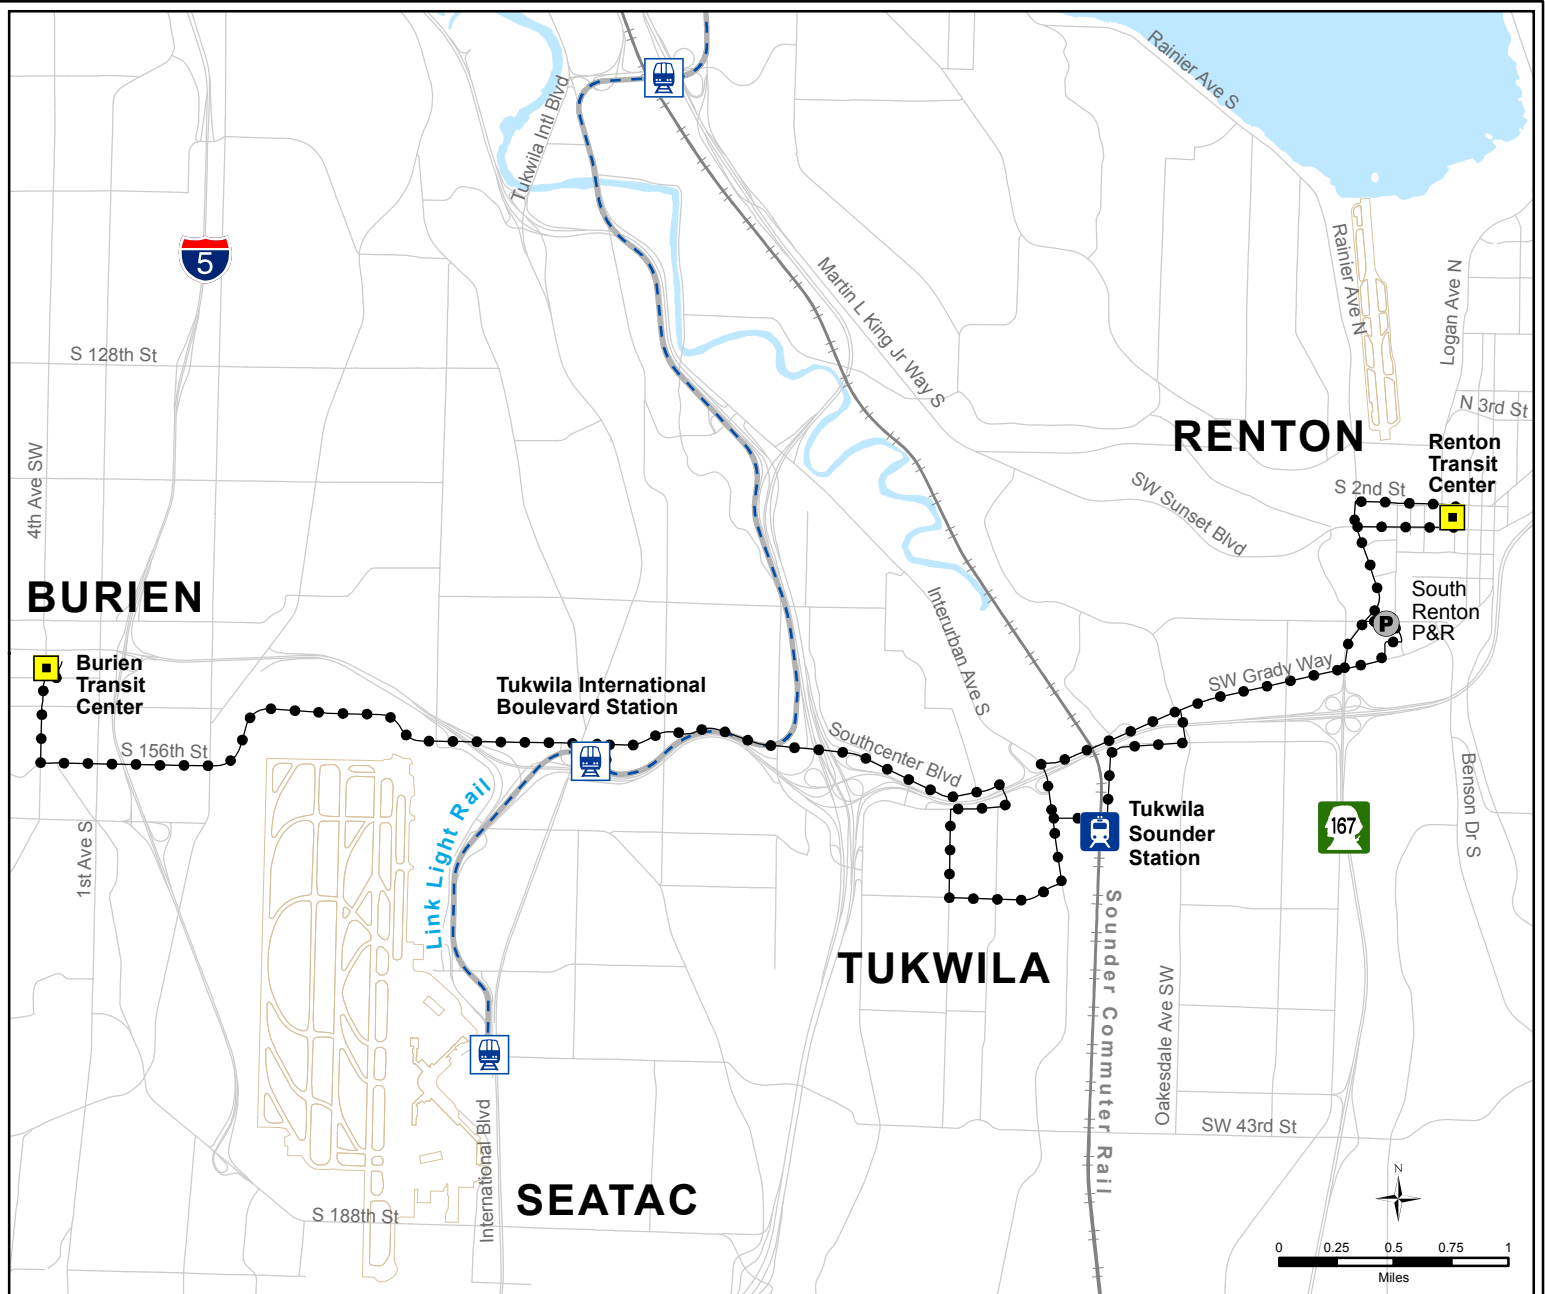 Rainier Ave S
Tukwila Intl Blvd
5
Martin L King Jr Way S
Rainier Ave N
Logan Ave N
S 128th St
N 3rd St
RENTON
Renton
Transit
Center
4th Ave SW
SW Sunset Blvd
S 2nd St
BURIEN
Interurban Ave S
South
Renton
P&R
P
Burien
Transit
Center
SW Grady Way
Tukwila International
Boulevard Station
S 156th St
Southcenter Blvd
Benson Dr S
Link Light Rail
1st Ave S
Tukwila
Sounder
Station
167
TUKWILA
Sounder Commuter Rail
Oakesdale Ave SW
SW 43rd St
International Blvd
SEATAC
S 188th St
N
0 0.25 0.5 0.75 1
Miles